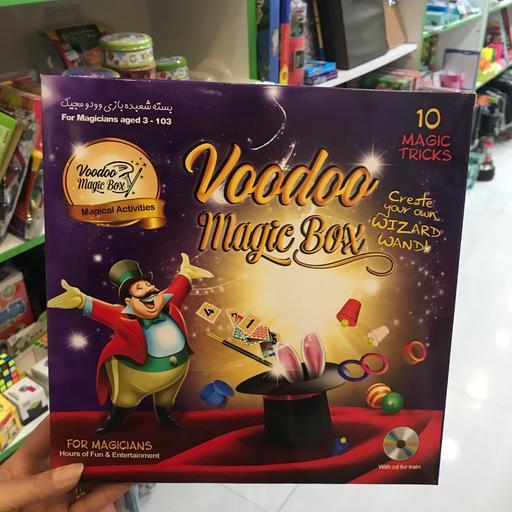 بسته شعبده بازی وودو مجیک
For Magicians aged 3 - 103
10
MAGIC
TRICKS
Voodoo
Magic Box
Magical Activities
Voodoo
Magic Box
Create
your own
WIZARD
WAND!
4
FOR MAGICIANS
Hours of Fun & Entertainment
With cd for train